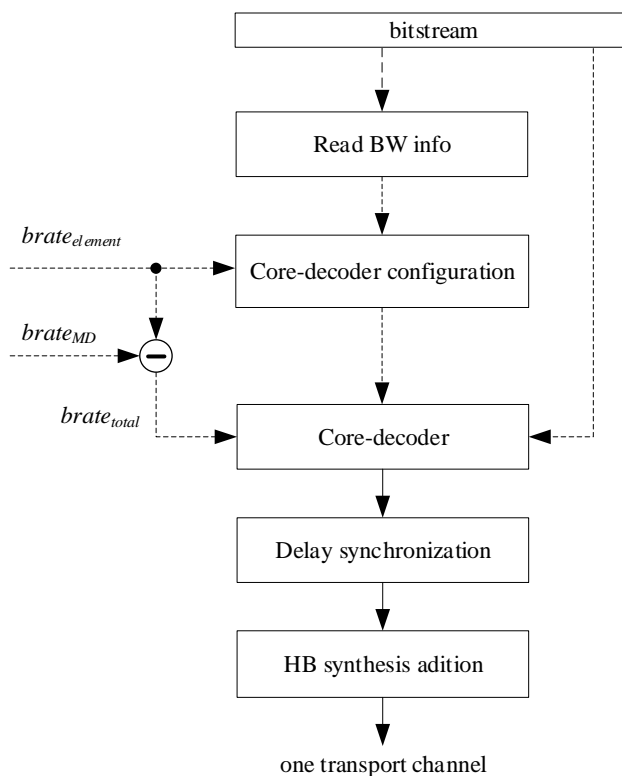 bitstream
Read BW info
brate_element
Core-decoder configuration
brate_MD
brate_total
Core-decoder
Delay synchronization
HB synthesis adition
one transport channel